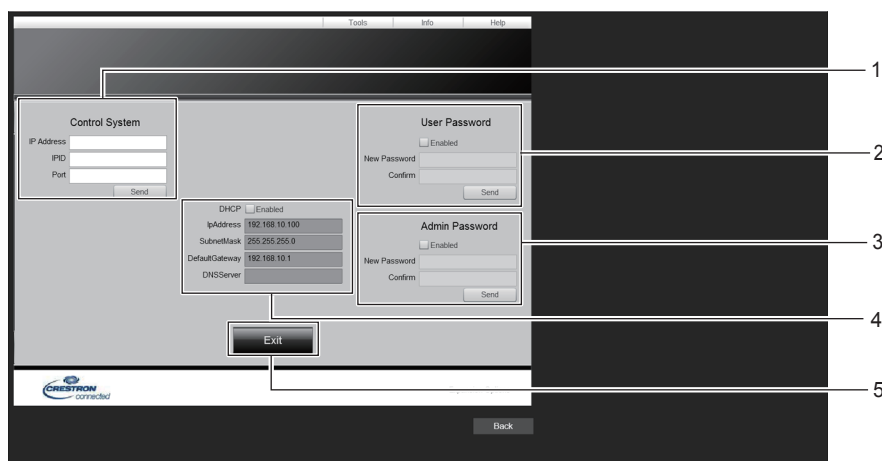 Tools Info Help
1
Control System
IP Address
IPID
Port
Send
User Password
Enabled
New Password
Confirm
Send
2
DHCP Enabled
IpAddress 192.168.10.100
SubnetMask 255.255.255.0
DefaultGateway 192.168.10.1
DNSServer
Admin Password
Enabled
New Password
Confirm
Send
3
4
Exit
CRESTRON
connected
5
Back